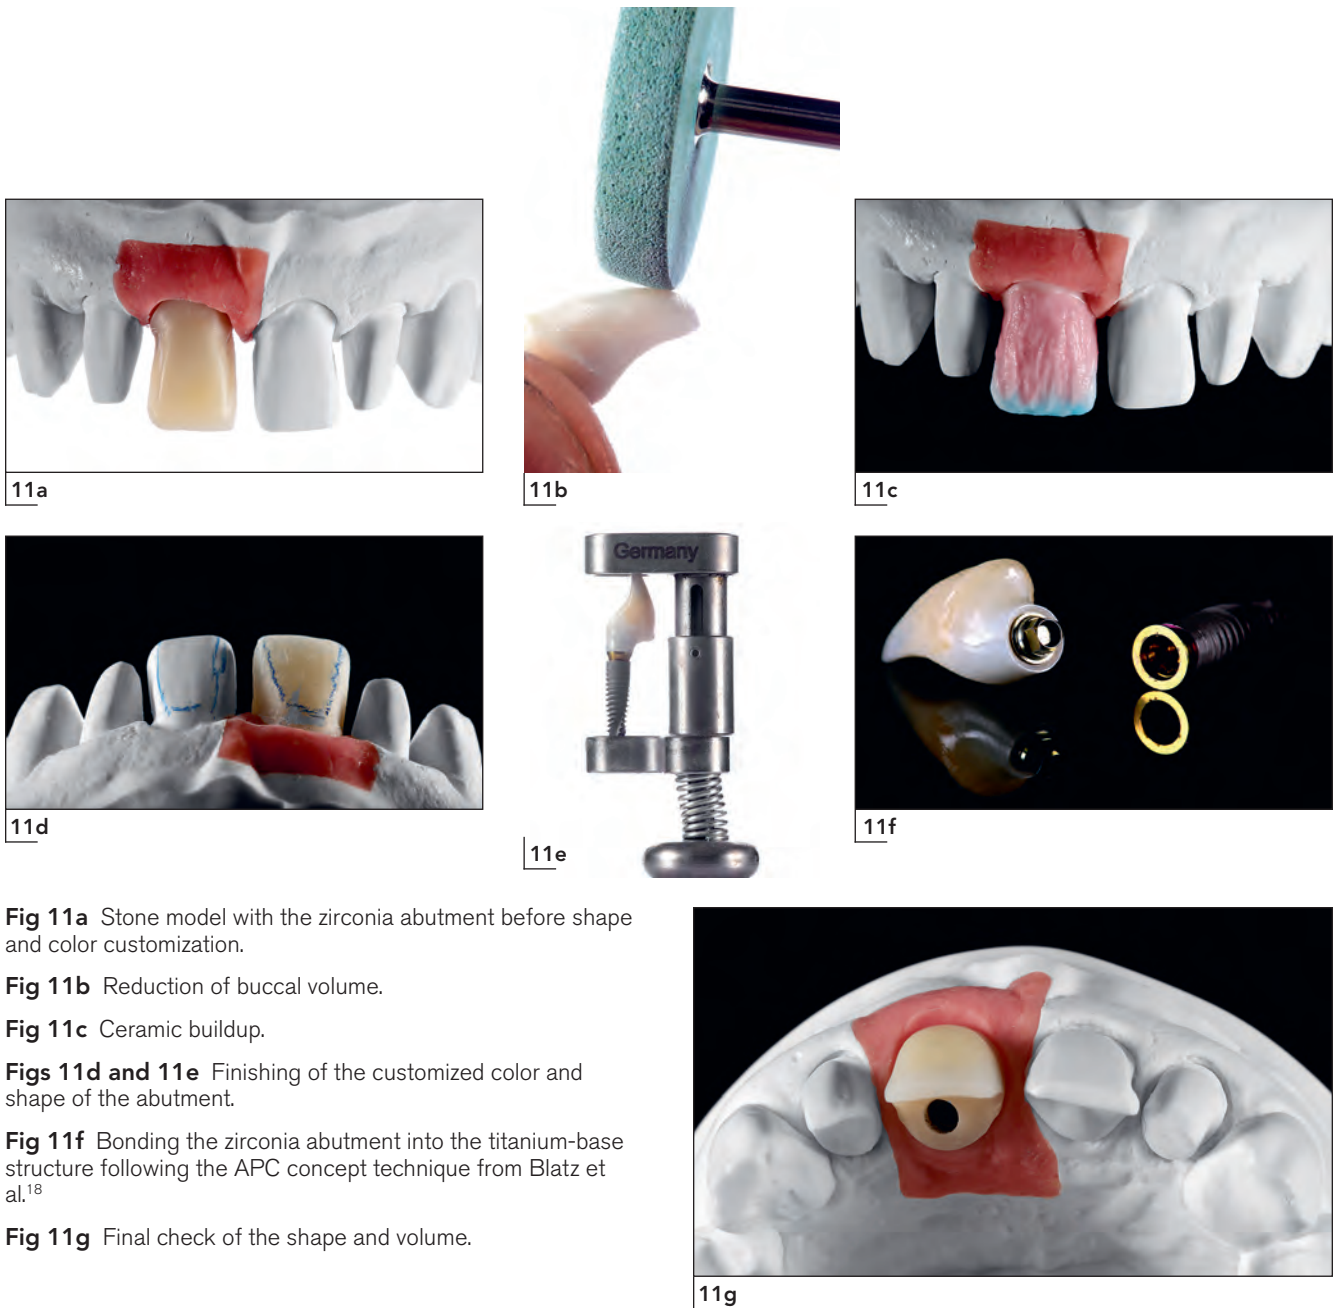 11a
11b
11c
Germany
11d
11e
11f
Fig 11a Stone model with the zirconia abutment before shape
and color customization.
Fig 11b Reduction of buccal volume.
Fig 11c Ceramic buildup.
Figs 11d and 11e Finishing of the customized color and
shape of the abutment.
Fig 11f Bonding the zirconia abutment into the titanium-base
structure following the APC concept technique from Blatz et
al.18
Fig 11g Final check of the shape and volume.
11g